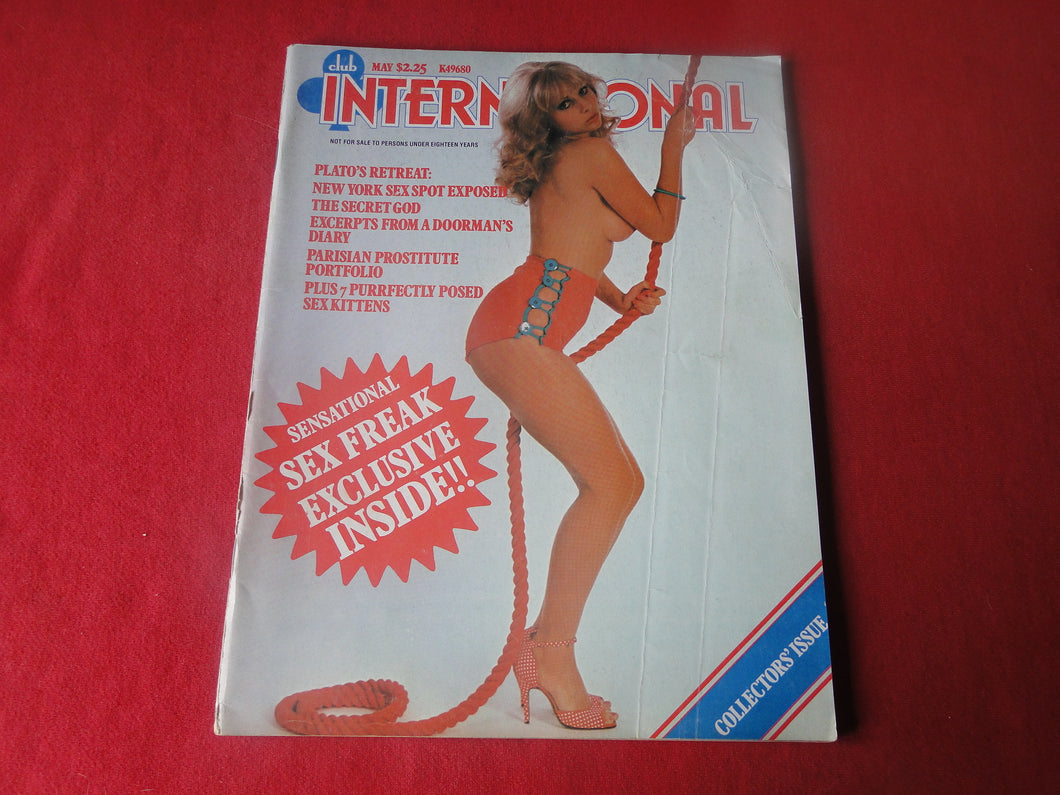 club
MAY $2.25 K49680
INTERNATIONAL
NOT FOR SALE TO PERSONS UNDER EIGHTEEN YEARS
PLATO'S RETREAT:
NEW YORK SEX SPOT EXPOSED
THE SECRET GOD
EXCERPTS FROM A DOORMAN'S
DIARY
PARISIAN PROSTITUTE
PORTFOLIO
PLUS 7 PURRFECTLY POSED
SEX KITTENS
SENSATIONAL
SEX FREAK
EXCLUSIVE
INSIDE!!
COLLECTORS' ISSUE